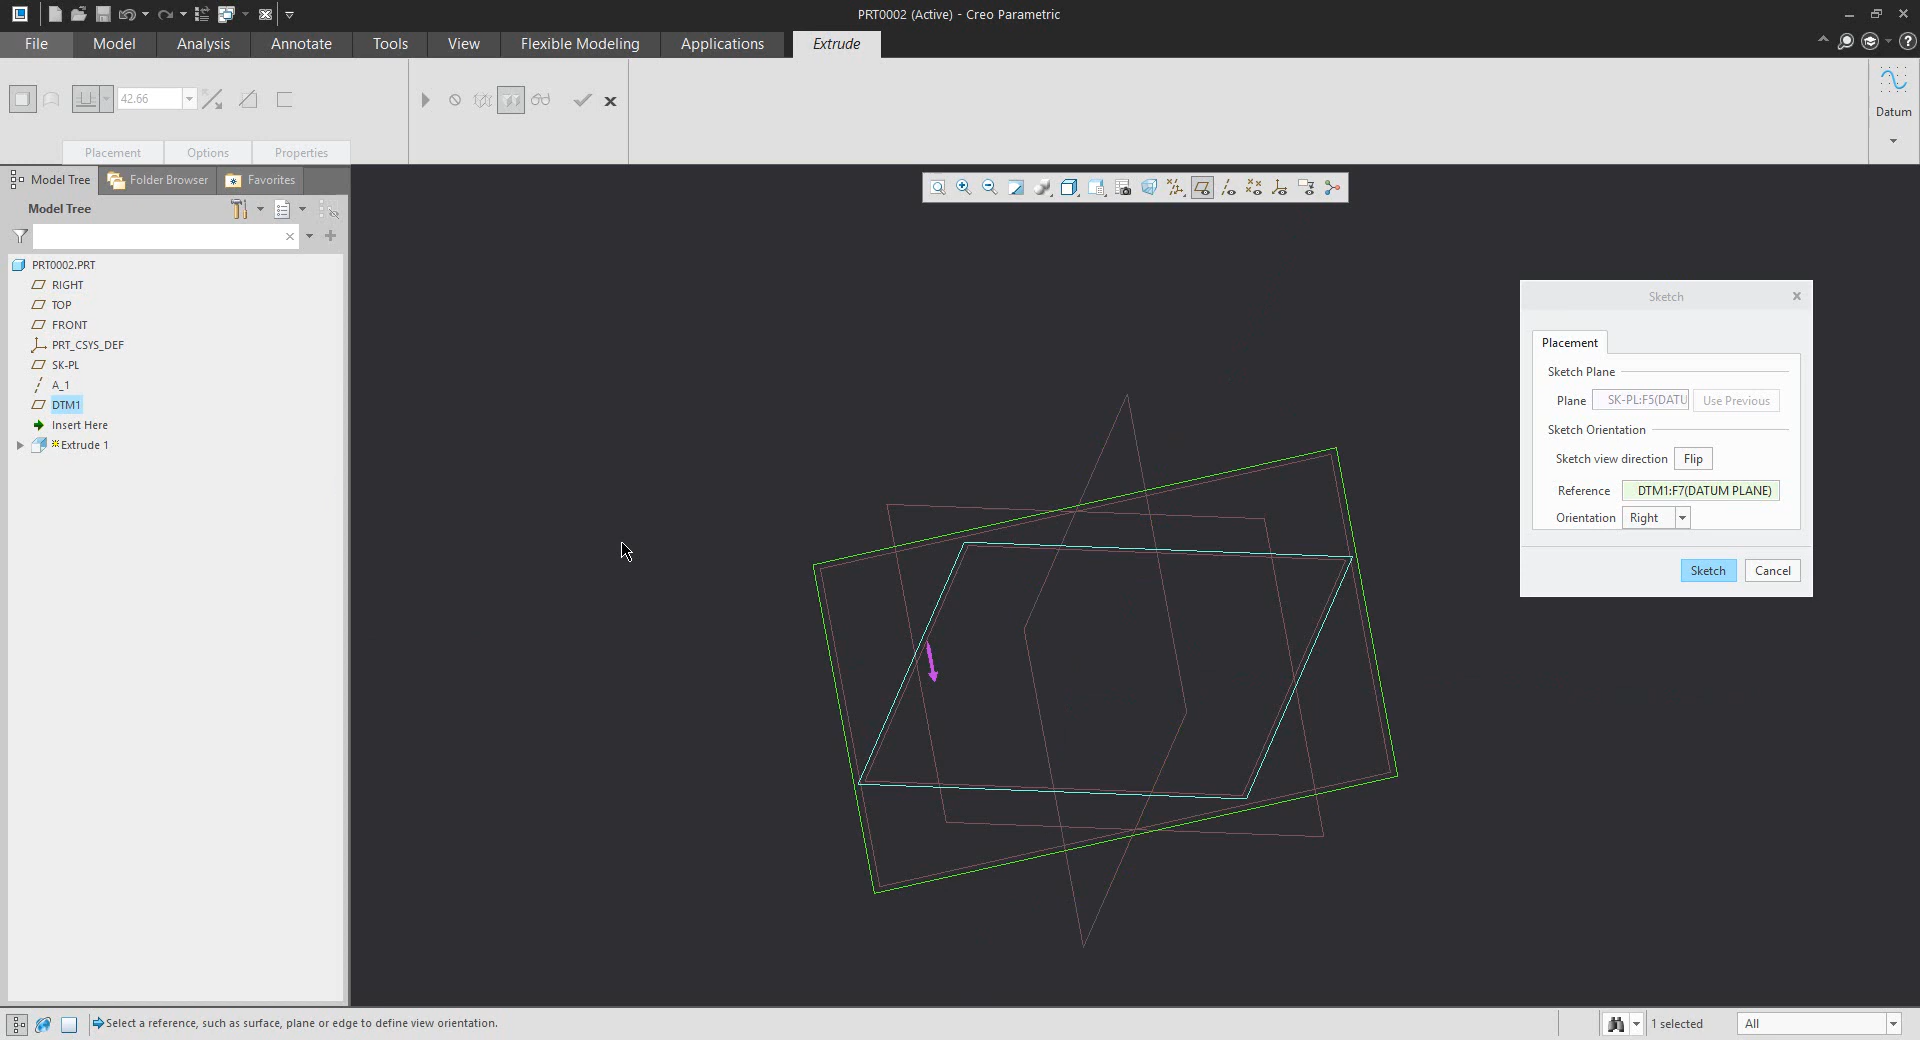 PRT0002 (Active) - Creo Parametric
File
Model
Analysis
Annotate
Tools
View
Flexible Modeling
Applications
Extrude
42.66
Datum
Placement
Options
Properties
Model Tree
Folder Browser
Favorites
Model Tree
PRT0002.PRT
RIGHT
TOP
FRONT
PRT_CSYS_DEF
SK-PL
A_1
DTM1
Insert Here
Extrude 1
Sketch
Placement
Sketch Plane
Plane SK-PL:F5(DATU Use Previous
Sketch Orientation
Sketch view direction Flip
Reference DTM1:F7(DATUM PLANE)
Orientation Right
Sketch Cancel
Select a reference, such as surface, plane or edge to define view orientation.
1 selected
All